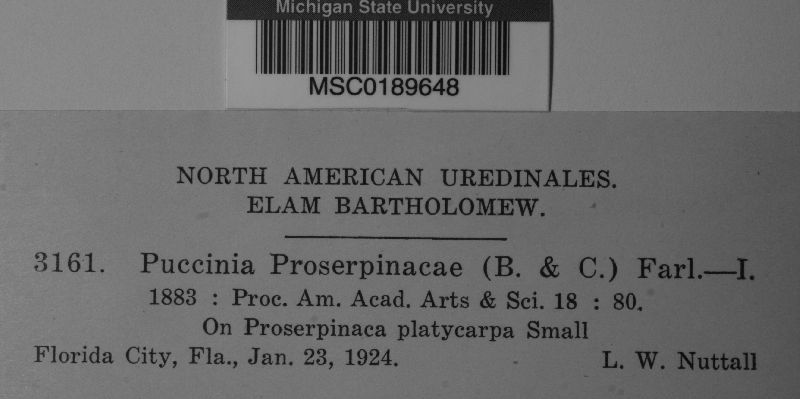 Michigan State University
MSC0189648
NORTH AMERICAN UREDINALES.
ELAM BARTHOLOMEW.
3161. Puccinia Proserpinacae (B. & C.) Farl.—I.
1883 : Proc. Am. Acad. Arts & Sci. 18 : 80.
On Proserpinaca platycarpa Small
Florida City, Fla., Jan. 23, 1924. L. W. Nuttall